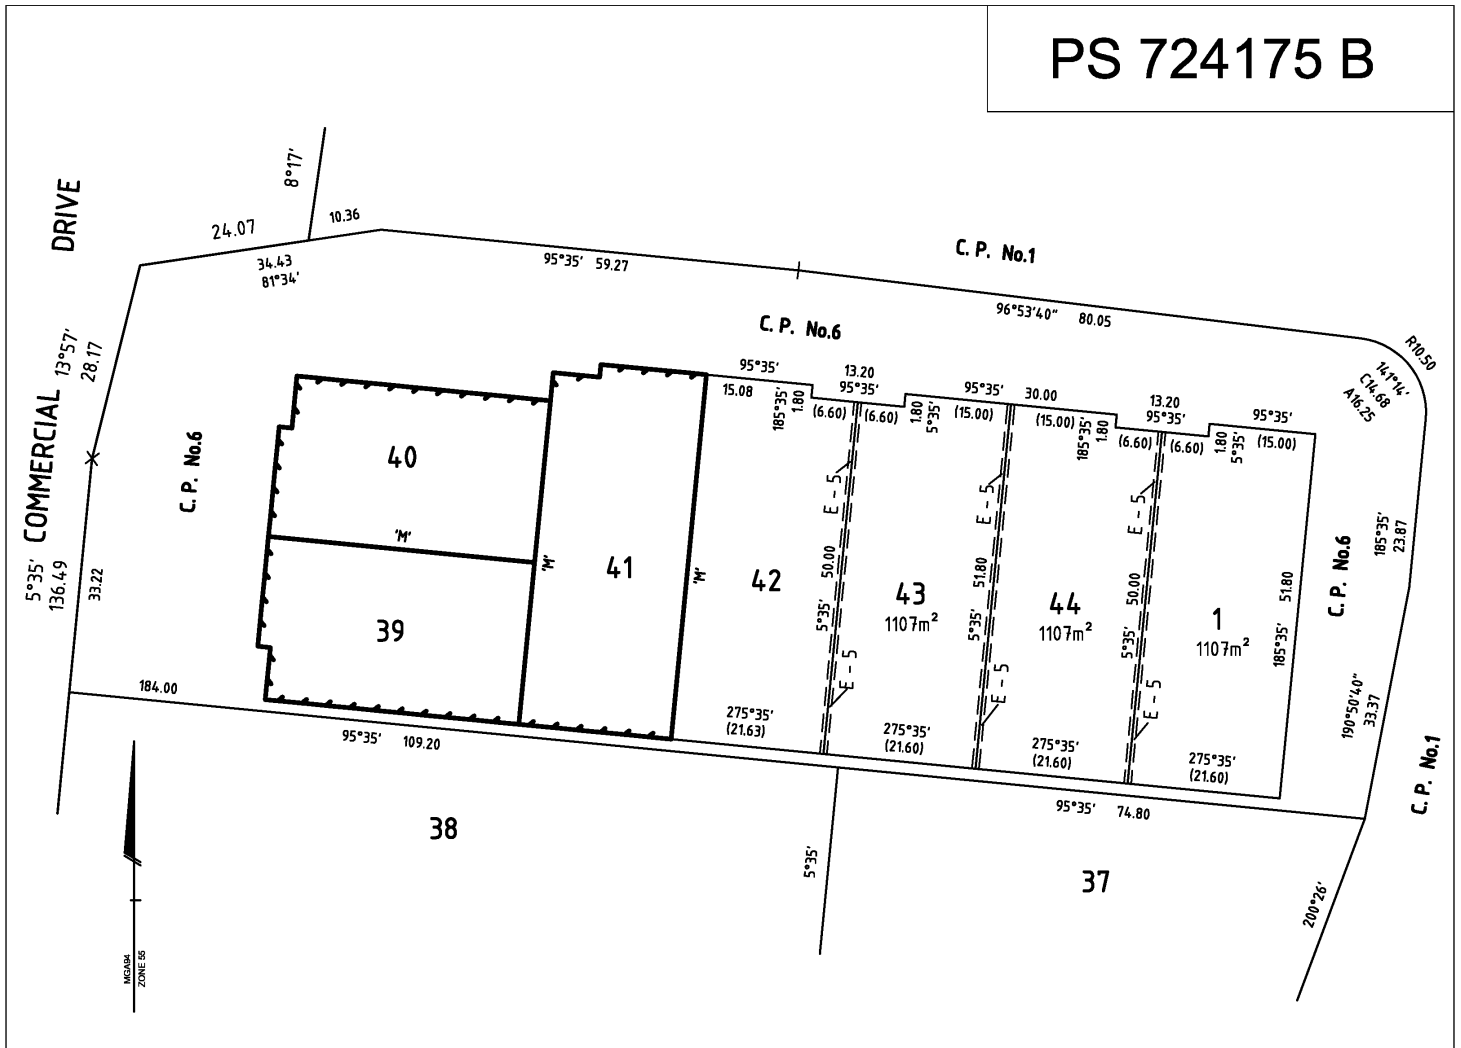 PS 724175 B
DRIVE
COMMERCIAL
8°17'
24.07
10.36
34.43
81°34'
95°35' 59.27
C. P. No.1
96°53'40" 80.05
R10.50
141°14'
C14.68
A16.25
13°57'
28.17
C. P. No.6
C. P. No.6
95°35'
15.08
185°35'
1.80
13.20
95°35'
(6.60)
(6.60)
1.80
5°35'
95°35'
(15.00)
30.00
(15.00)
185°35'
1.80
13.20
95°35'
(6.60)
(6.60)
1.80
5°35'
95°35'
(15.00)
40
'M'
39
'M'
41
'M'
42
E - 5
50.00
5°35'
E - 5
43
1107m²
E - 5
51.80
5°35'
E - 5
44
1107m²
E - 5
50.00
5°35'
E - 5
1
1107m²
51.80
185°35'
C. P. No.6
185°35'
23.87
190°50'40"
33.37
C. P. No.1
5°35'
136.49
33.22
184.00
95°35' 109.20
275°35'
(21.63)
275°35'
(21.60)
275°35'
(21.60)
275°35'
(21.60)
95°35' 74.80
38
5°35'
37
200°26'
MGA94
ZONE 55